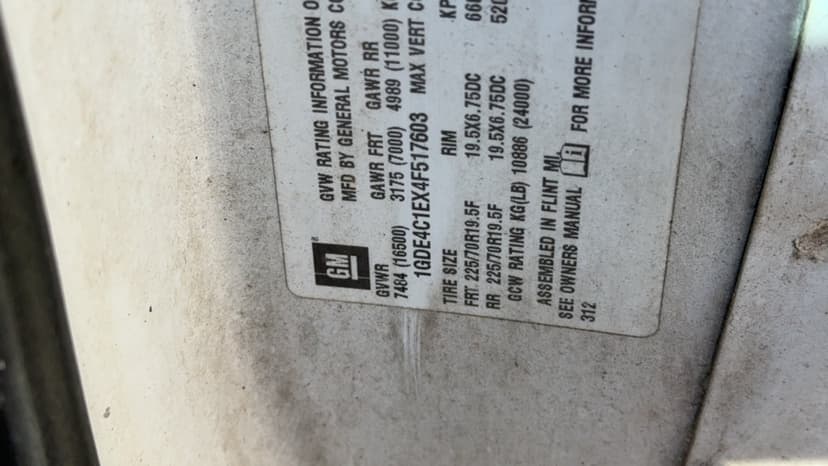 GVW RATING INFORMATION
MFD BY GENERAL MOTORS
GM ®
GVWR GAWR FRT GAWR RR
7484 (16500) 3175 (7000) 4989 (11000)
1GDE4C1EX4F517603 MAX VERT
TIRE SIZE RIM
FRT 225/70R19.5F 19.5X6.75DC
RR 225/70R19.5F 19.5X6.75DC
GCW RATING KG(LB) 10886 (24000)
ASSEMBLED IN FLINT MI,
SEE OWNERS MANUAL FOR MORE
312